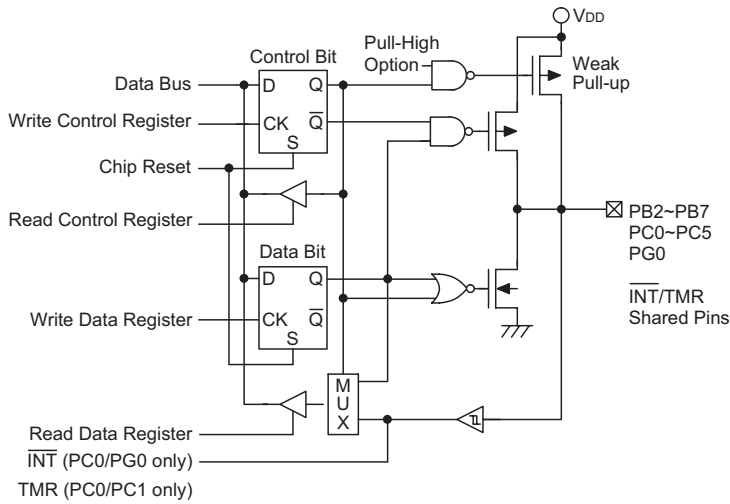 VDD
Control Bit
Pull-High
Option
Weak
Pull-up
Data Bus
D
Q
Write Control Register
CK
Q̅
S
Chip Reset
Read Control Register
Data Bit
D
Q
Write Data Register
CK
Q̅
S
PB2~PB7
PC0~PC5
PG0
I̅N̅T̅/TMR
Shared Pins
M
U
X
Read Data Register
I̅N̅T̅ (PC0/PG0 only)
TMR (PC0/PC1 only)